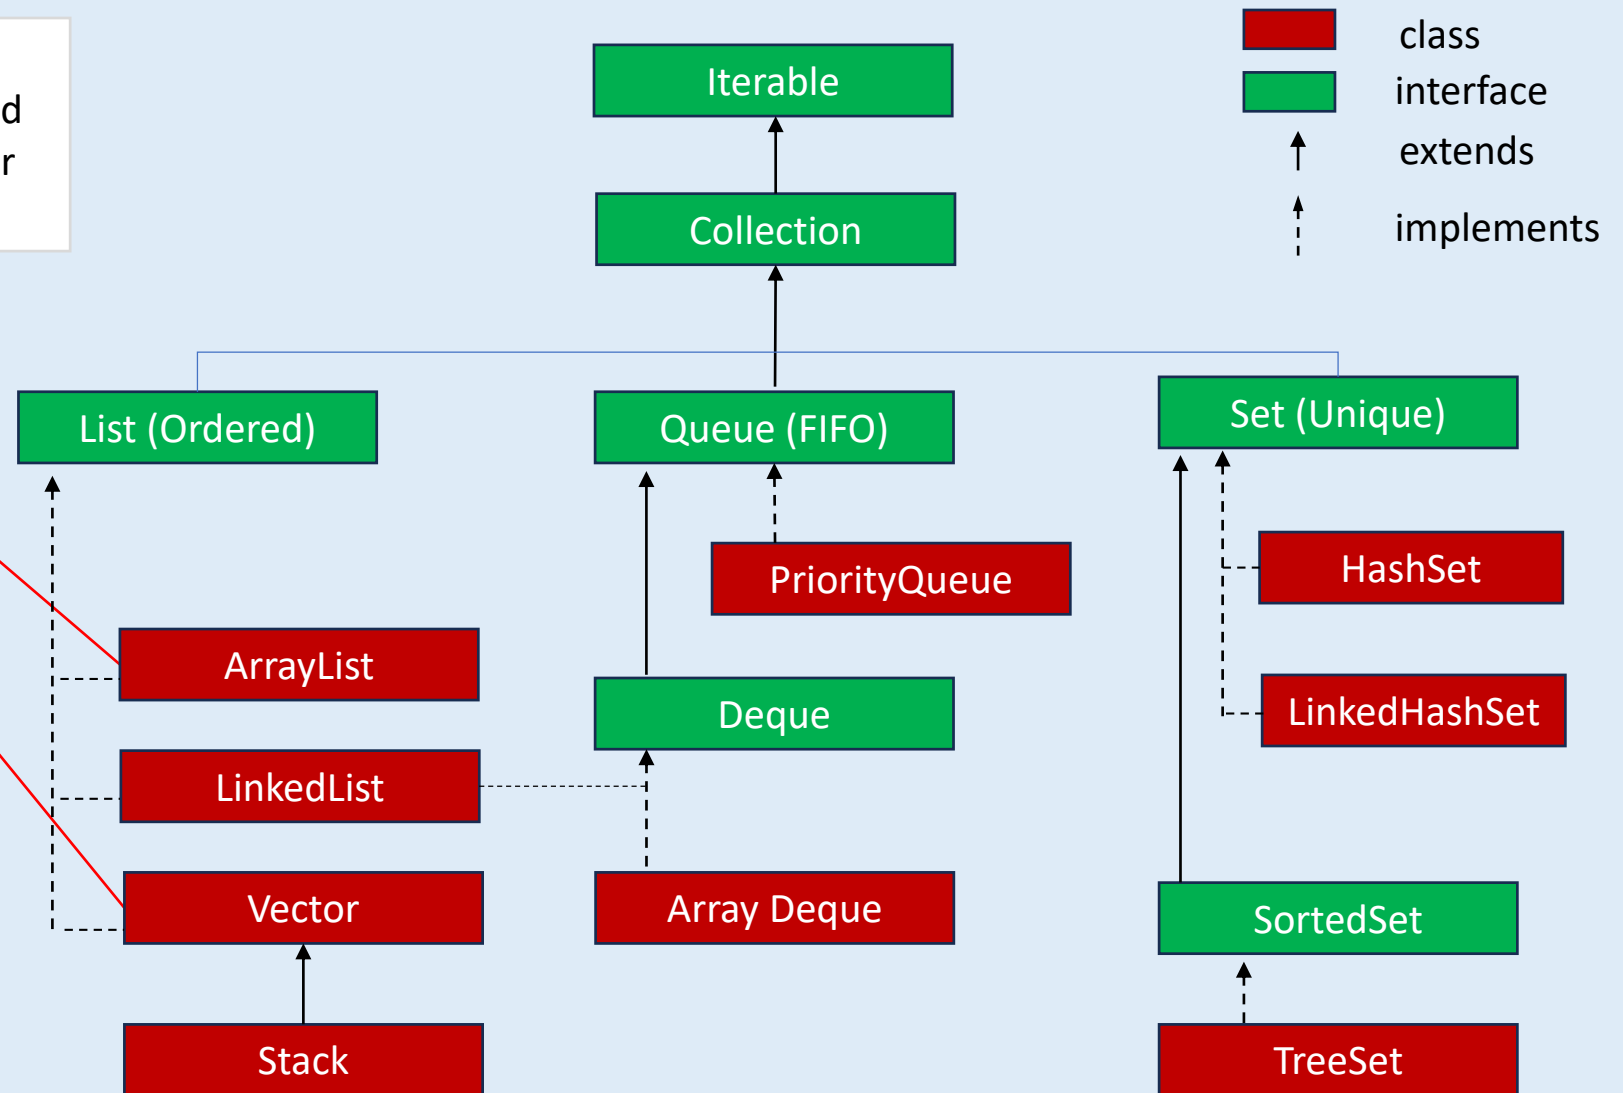 d
r
Iterable
class
interface
extends
implements
Collection
List (Ordered)
Queue (FIFO)
Set (Unique)
PriorityQueue
HashSet
ArrayList
Deque
LinkedHashSet
LinkedList
Vector
Array Deque
SortedSet
Stack
TreeSet